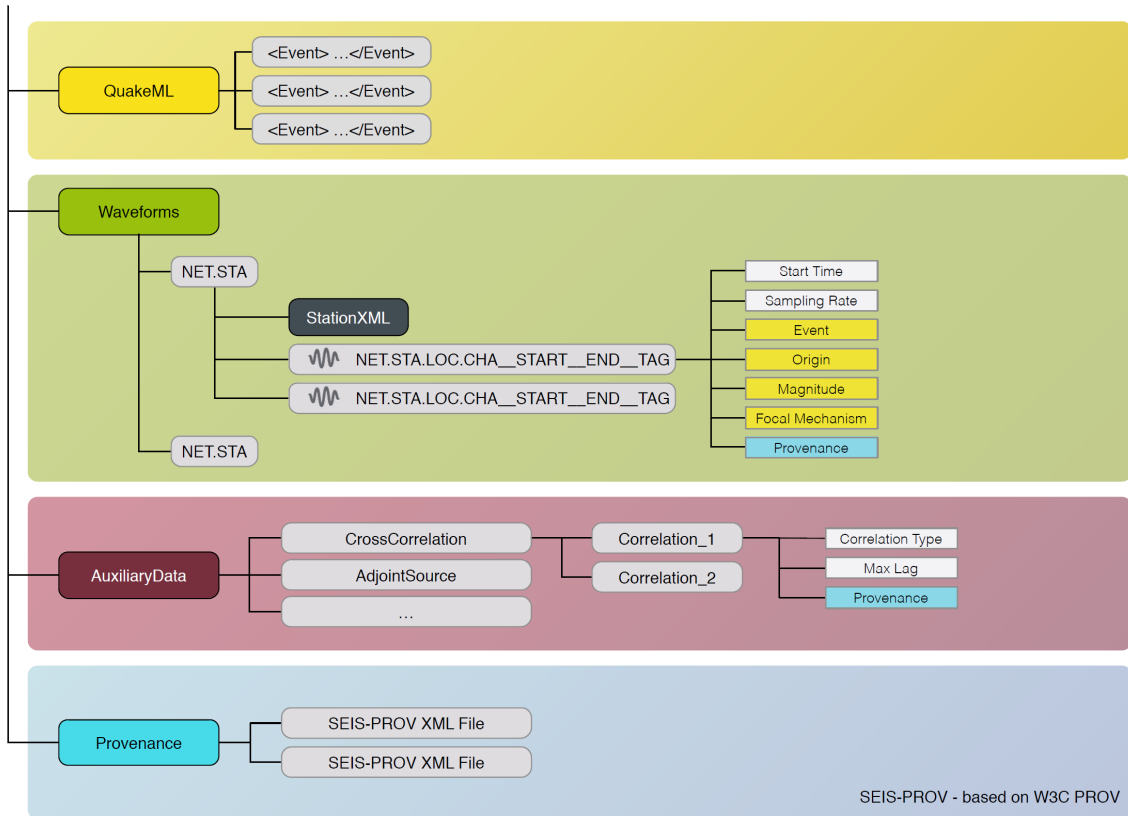 QuakeML
<Event> ...</Event>
<Event> ...</Event>
<Event> ...</Event>
Waveforms
NET.STA
StationXML
NET.STA.LOC.CHA__START__END__TAG
NET.STA.LOC.CHA__START__END__TAG
NET.STA
Start Time
Sampling Rate
Event
Origin
Magnitude
Focal Mechanism
Provenance
AuxiliaryData
CrossCorrelation
AdjointSource
...
Correlation_1
Correlation_2
Correlation Type
Max Lag
Provenance
Provenance
SEIS-PROV XML File
SEIS-PROV XML File
SEIS-PROV - based on W3C PROV